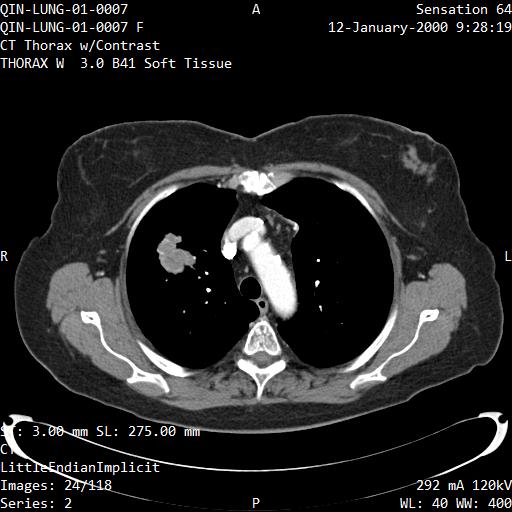 QIN-LUNG-01-0007
A
Sensation 64
QIN-LUNG-01-0007 F
12-January-2000 9:28:19
CT Thorax w/Contrast
THORAX W 3.0 B41 Soft Tissue
R
L
ST: 3.00 mm SL: 275.00 mm
CT
LittleEndianImplicit
Images: 24/118
292 mA 120kV
Series: 2
P
WL: 40 WW: 400